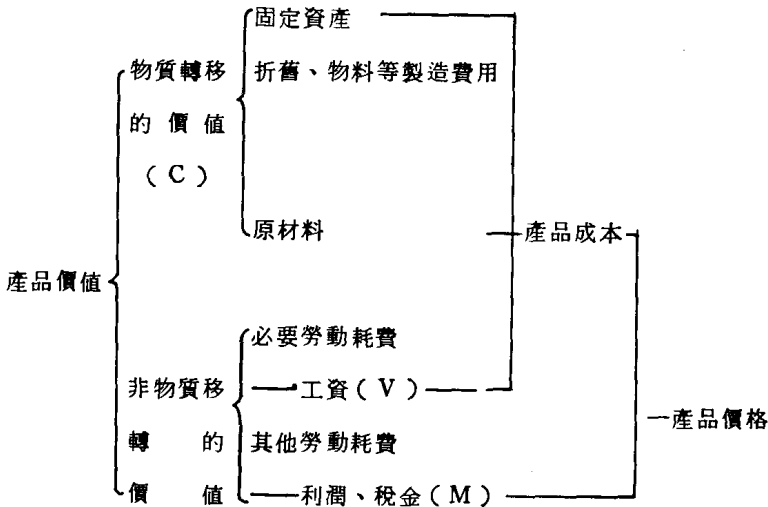 固定資產
物質轉移 折舊、物料等製造費用
的價值
(C)
原材料 產品成本
產品價值
必要勞動耗費
非物質移 工資(V)
產品價格
轉的 其他勞動耗費
價值 利潤、稅金(M)